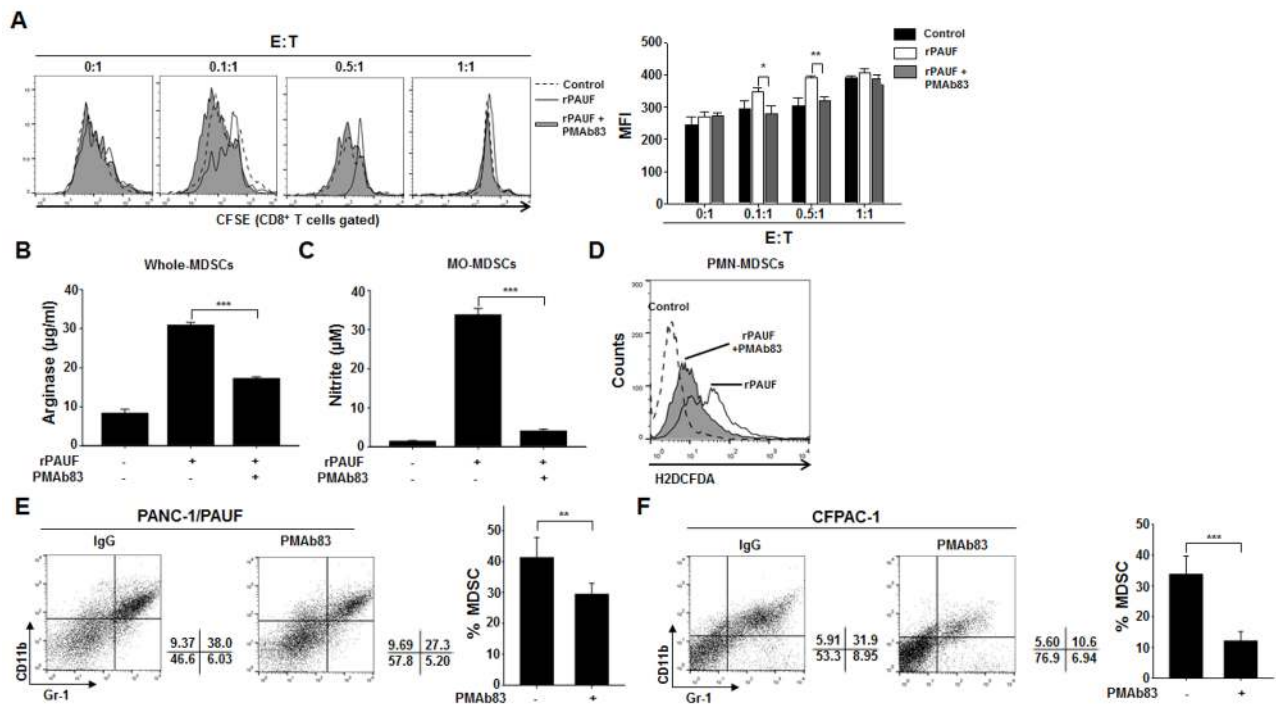 A
E:T
0:1 0.1:1 0.5:1 1:1
Control
rPAUF
rPAUF +
PMAb83
CFSE (CD8+ T cells gated)
500
400
300
200
100
0
MFI
* **
Control
rPAUF
rPAUF +
PMAb83
0:1 0.1:1 0.5:1 1:1
E:T
B
Whole-MDSCs
Arginase (µg/ml)
40
30
20
10
0
***
rPAUF - + +
PMAb83 - - +
C
MO-MDSCs
Nitrite (µM)
40
30
20
10
0
***
rPAUF - + +
PMAb83 - - +
D
PMN-MDSCs
Counts
300
200
100
0
Control
rPAUF
+PMAb83
rPAUF
H2DCFDA
E
PANC-1/PAUF
IgG PMAb83
CD11b
Gr-1
9.37 38.0
46.6 6.03
9.69 27.3
57.8 5.20
% MDSC
50
40
30
20
10
0
**
PMAb83 - +
F
CFPAC-1
IgG PMAb83
CD11b
Gr-1
5.91 31.9
53.3 8.95
5.60 10.6
76.9 6.94
% MDSC
50
40
30
20
10
0
***
PMAb83 - +